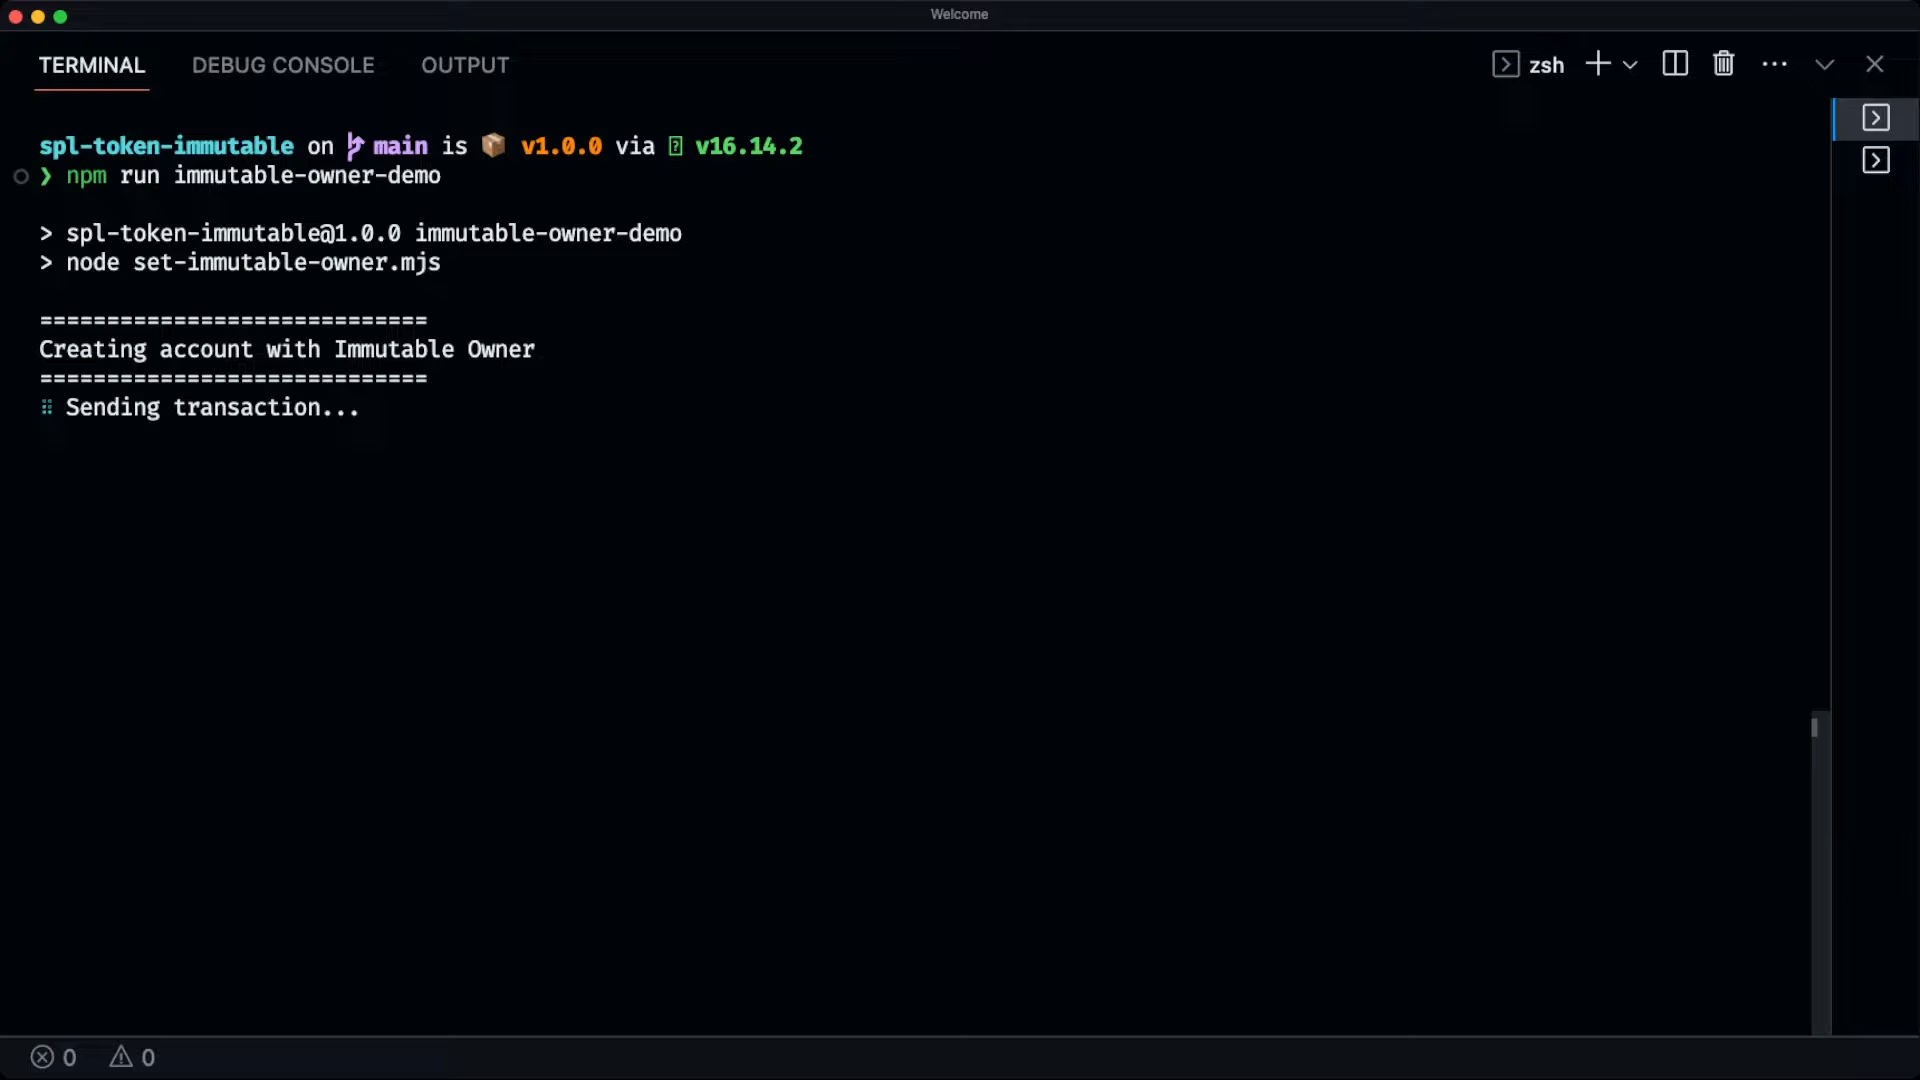 Welcome
TERMINAL DEBUG CONSOLE OUTPUT zsh
spl-token-immutable on main is 📦 v1.0.0 via v16.14.2
❯ npm run immutable-owner-demo
> spl-token-immutable@1.0.0 immutable-owner-demo
> node set-immutable-owner.mjs
=============================
Creating account with Immutable Owner
=============================
⠿ Sending transaction...
0 0